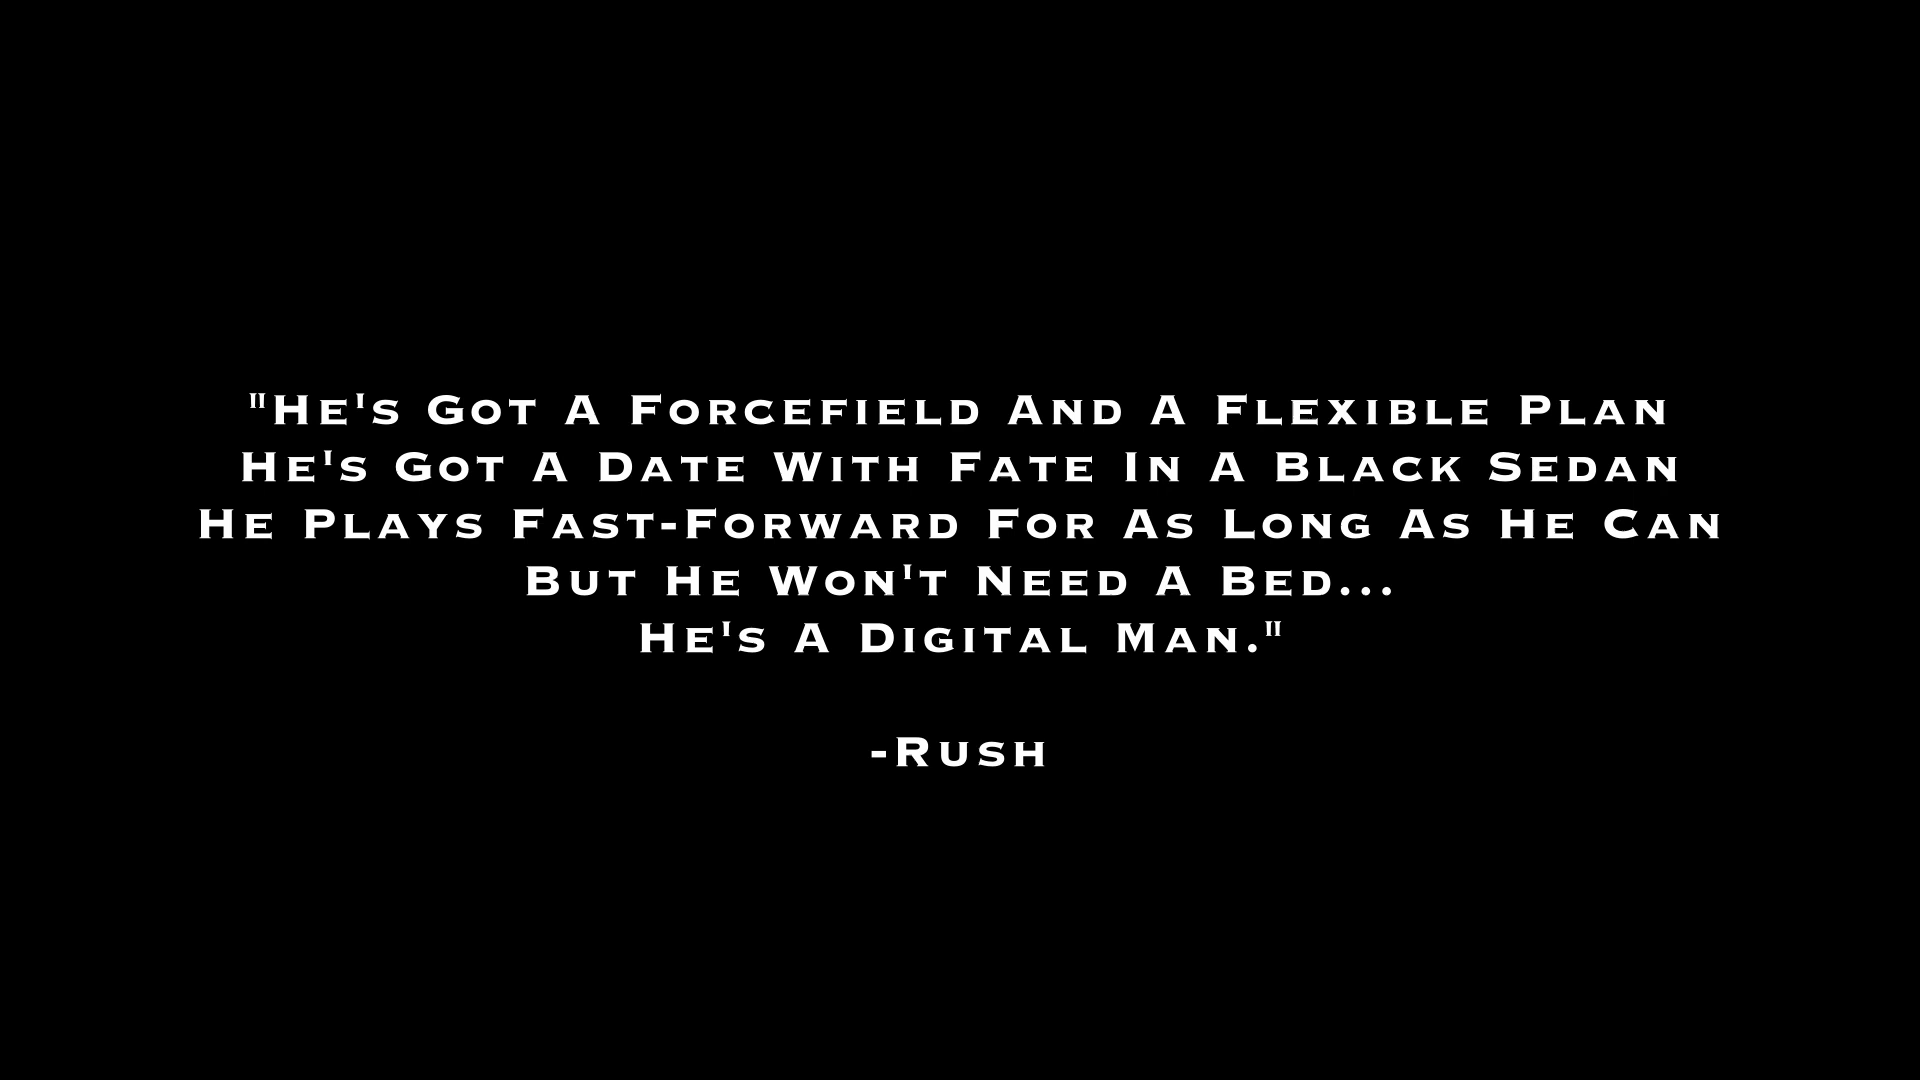 "He's Got A Forcefield And A Flexible Plan
He's Got A Date With Fate In A Black Sedan
He Plays Fast-Forward For As Long As He Can
But He Won't Need A Bed...
He's A Digital Man."
-Rush